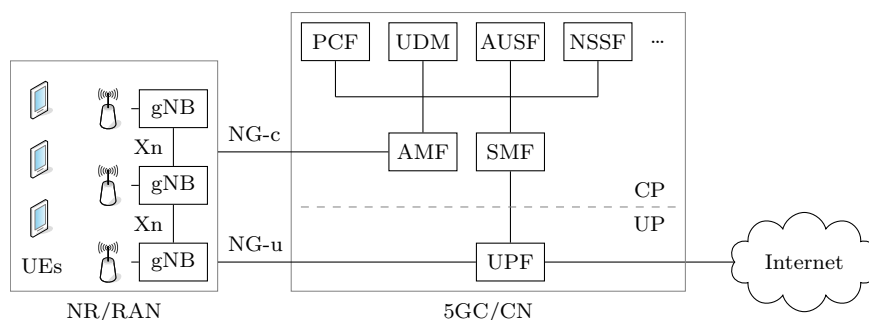 PCF UDM AUSF NSSF ...
gNB
NG-c
Xn
AMF SMF
gNB
CP
Xn
UP
NG-u
UEs
gNB
UPF
Internet
NR/RAN
5GC/CN